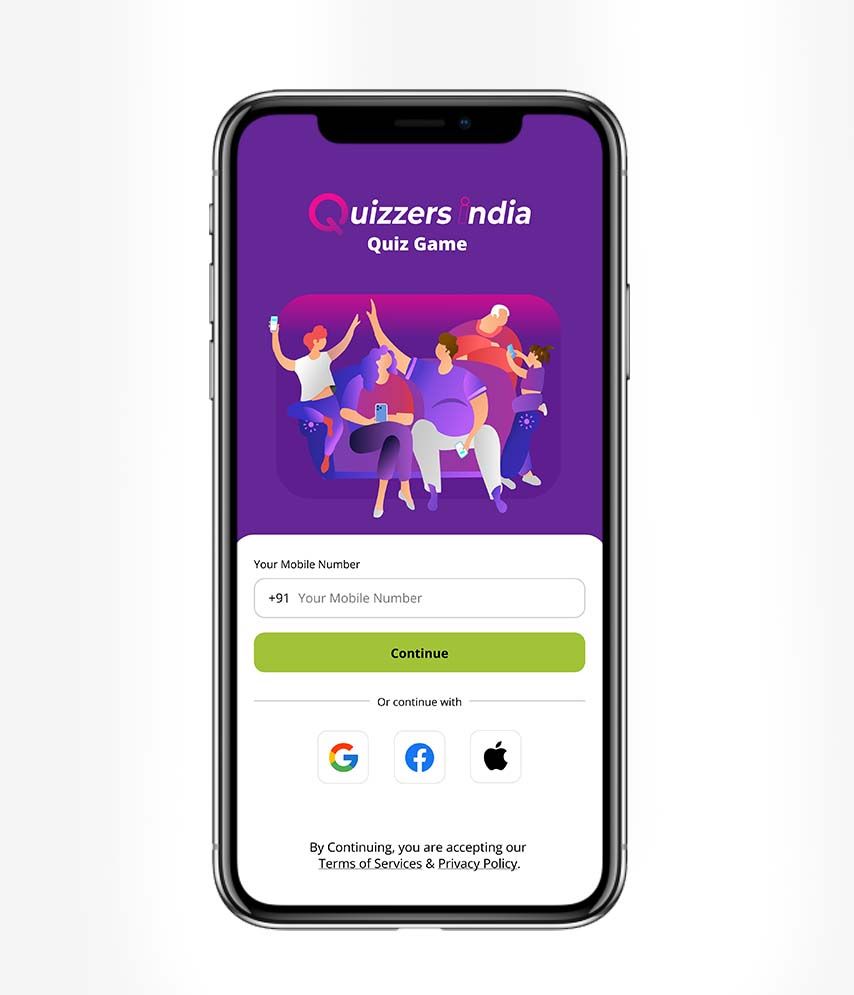 Quizzers india
Quiz Game
Your Mobile Number
+91 Your Mobile Number
Continue
Or continue with
By Continuing, you are accepting our
Terms of Services & Privacy Policy.